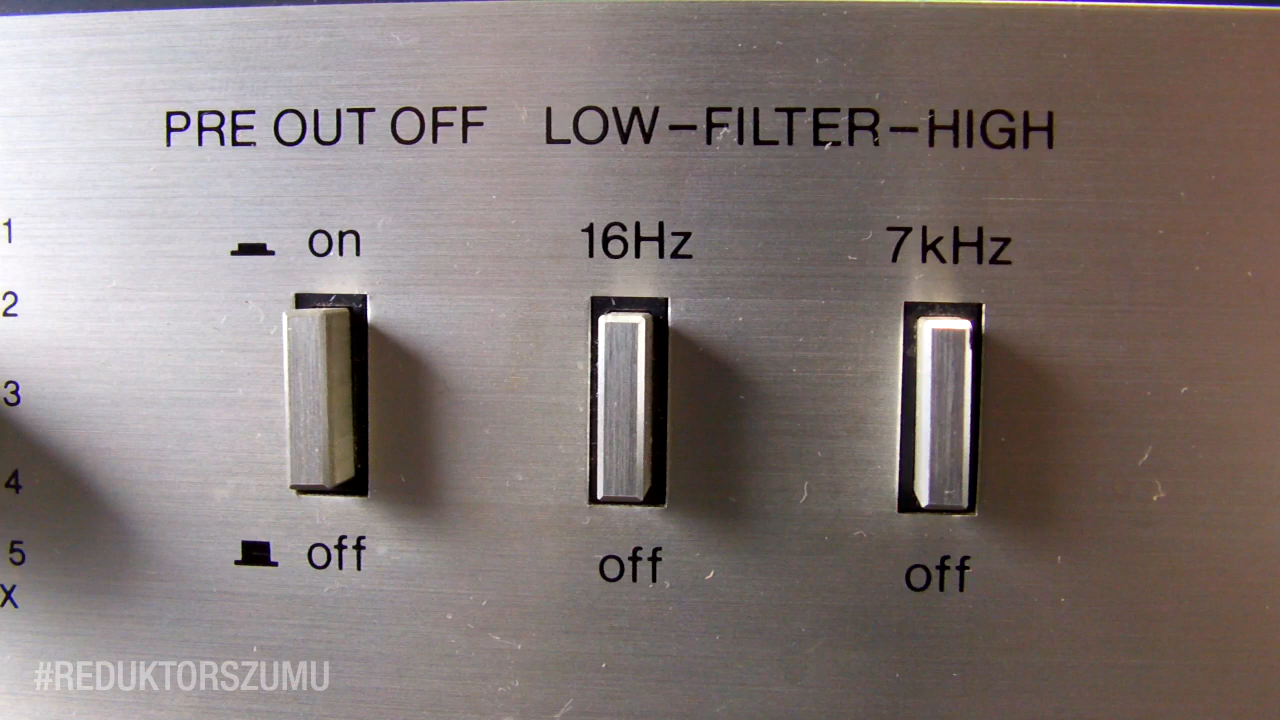 PRE OUT OFF LOW–FILTER–HIGH
1
on 16Hz 7kHz
2
3
4
5
off off off
X
#REDUKTORSZUMU